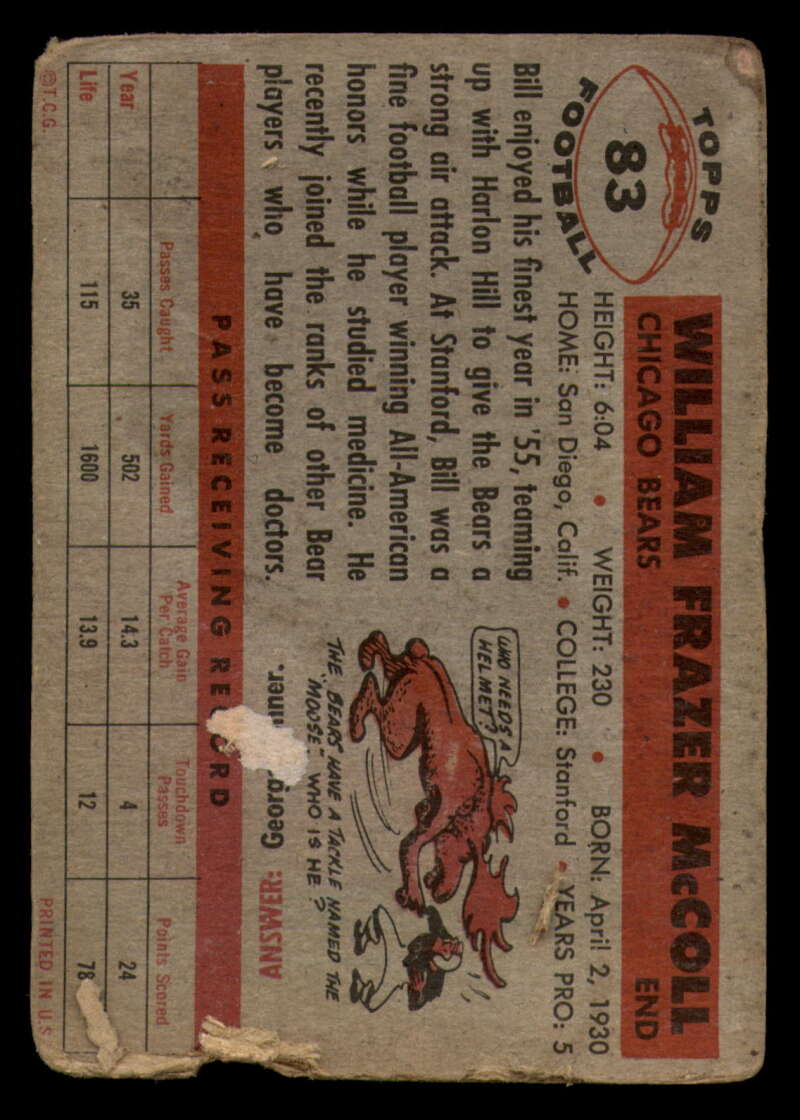 TOPPS
83
FOOTBALL
WILLIAM FRAZER McCOLL
CHICAGO BEARS END
HEIGHT: 6:04 • WEIGHT: 230 • BORN: April 2, 1930
HOME: San Diego, Calif. • COLLEGE: Stanford • YEARS PRO: 5
Bill enjoyed his finest year in '55, teaming
up with Harlon Hill to give the Bears a
strong air attack. At Stanford, Bill was a
fine football player winning All-American
honors while he studied medicine. He
recently joined the ranks of other Bear
players who have become doctors.
WHO NEEDS A
HELMET?
THE BEARS HAVE A TACKLE NAMED THE
"MOOSE." WHO IS HE?
ANSWER:
PASS RECEIVING
Passes Caught Yards Gained Average Gain Per Catch Touchdown Passes Points Scored
Year 35 502 14.3 4 24
Life 115 1600 13.9 12 78
©T.C.G. PRINTED IN U.S